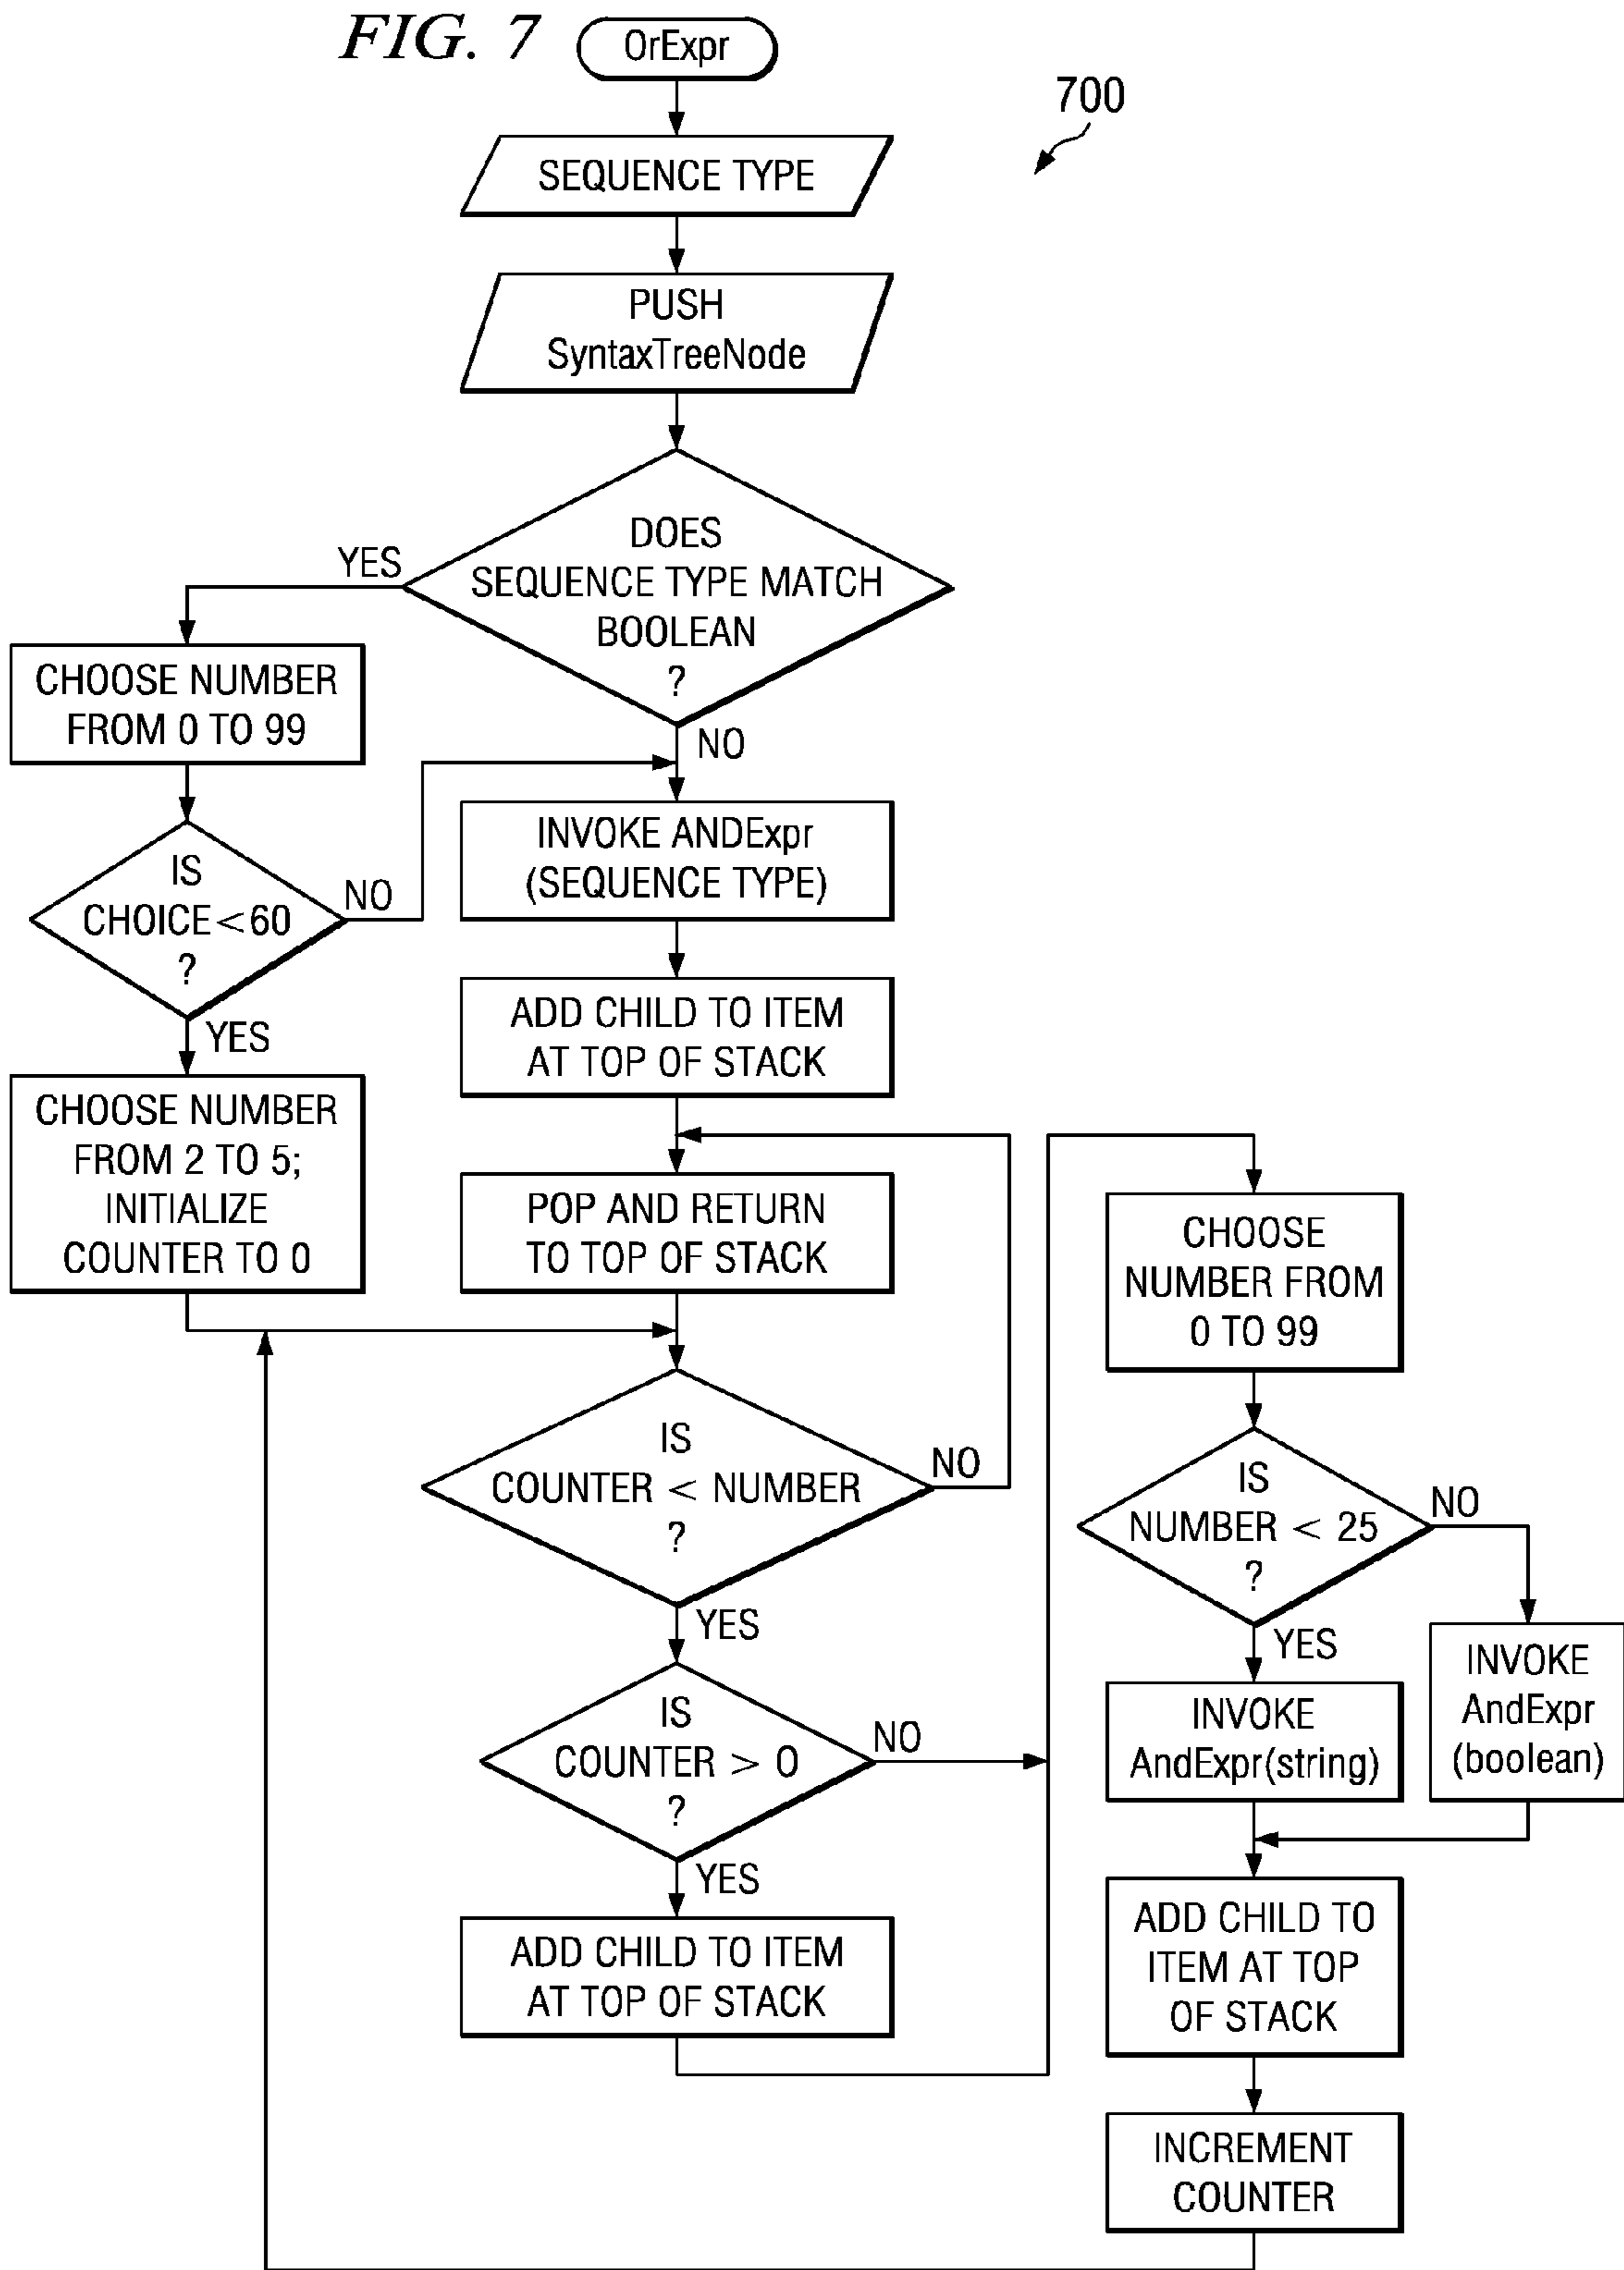 FIG. 7
OrExpr
700
SEQUENCE TYPE
PUSH
SyntaxTreeNode
DOES
SEQUENCE TYPE MATCH
BOOLEAN
?
YES
NO
CHOOSE NUMBER
FROM 0 TO 99
IS
CHOICE<60
?
NO
YES
INVOKE ANDExpr
(SEQUENCE TYPE)
ADD CHILD TO ITEM
AT TOP OF STACK
CHOOSE NUMBER
FROM 2 TO 5;
INITIALIZE
COUNTER TO 0
POP AND RETURN
TO TOP OF STACK
IS
COUNTER < NUMBER
?
NO
YES
IS
COUNTER > 0
?
NO
YES
ADD CHILD TO ITEM
AT TOP OF STACK
CHOOSE
NUMBER FROM
0 TO 99
IS
NUMBER < 25
?
NO
YES
INVOKE
AndExpr(string)
INVOKE
AndExpr
(boolean)
ADD CHILD TO
ITEM AT TOP
OF STACK
INCREMENT
COUNTER